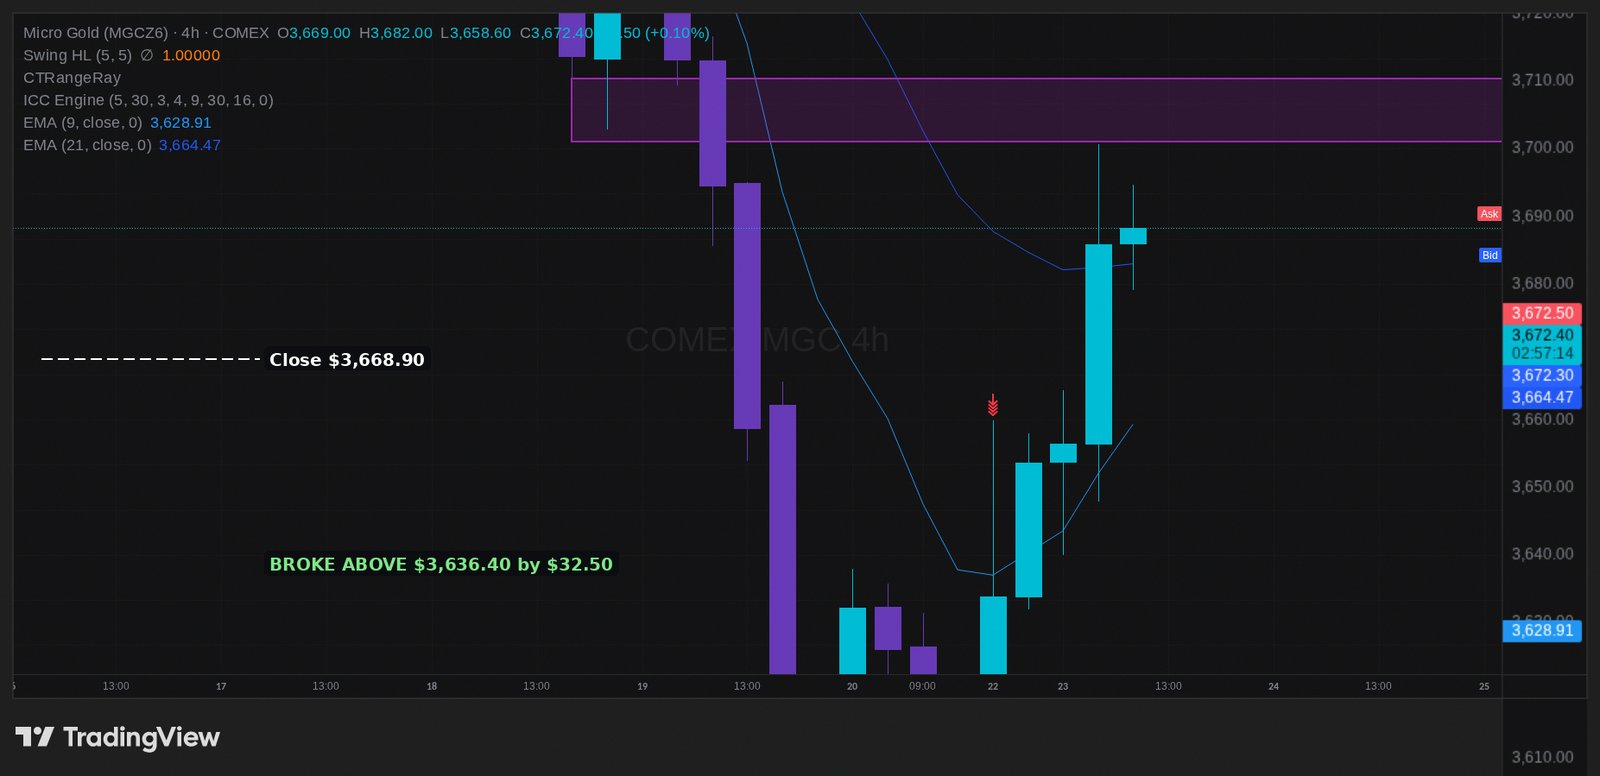 Micro Gold (MGCZ6) · 4h · COMEX O3,669.00 H3,682.00 L3,658.60 C3,672.40 .50 (+0.10%)
Swing HL (5, 5) ∅ 1.00000
CTRangeRay
ICC Engine (5, 30, 3, 4, 9, 30, 16, 0)
EMA (9, close, 0) 3,628.91
EMA (21, close, 0) 3,664.47
3,720.00
3,710.00
3,700.00
Ask
3,690.00
Bid
3,680.00
3,672.50
COMEX:MGC 4h
3,672.40
02:57:14
Close $3,668.90
3,672.30
3,664.47
3,660.00
3,650.00
3,640.00
BROKE ABOVE $3,636.40 by $32.50
3,628.91
13:00 17 13:00 18 13:00 19 13:00 20 09:00 22 23 13:00 24 13:00 25
TradingView
3,610.00